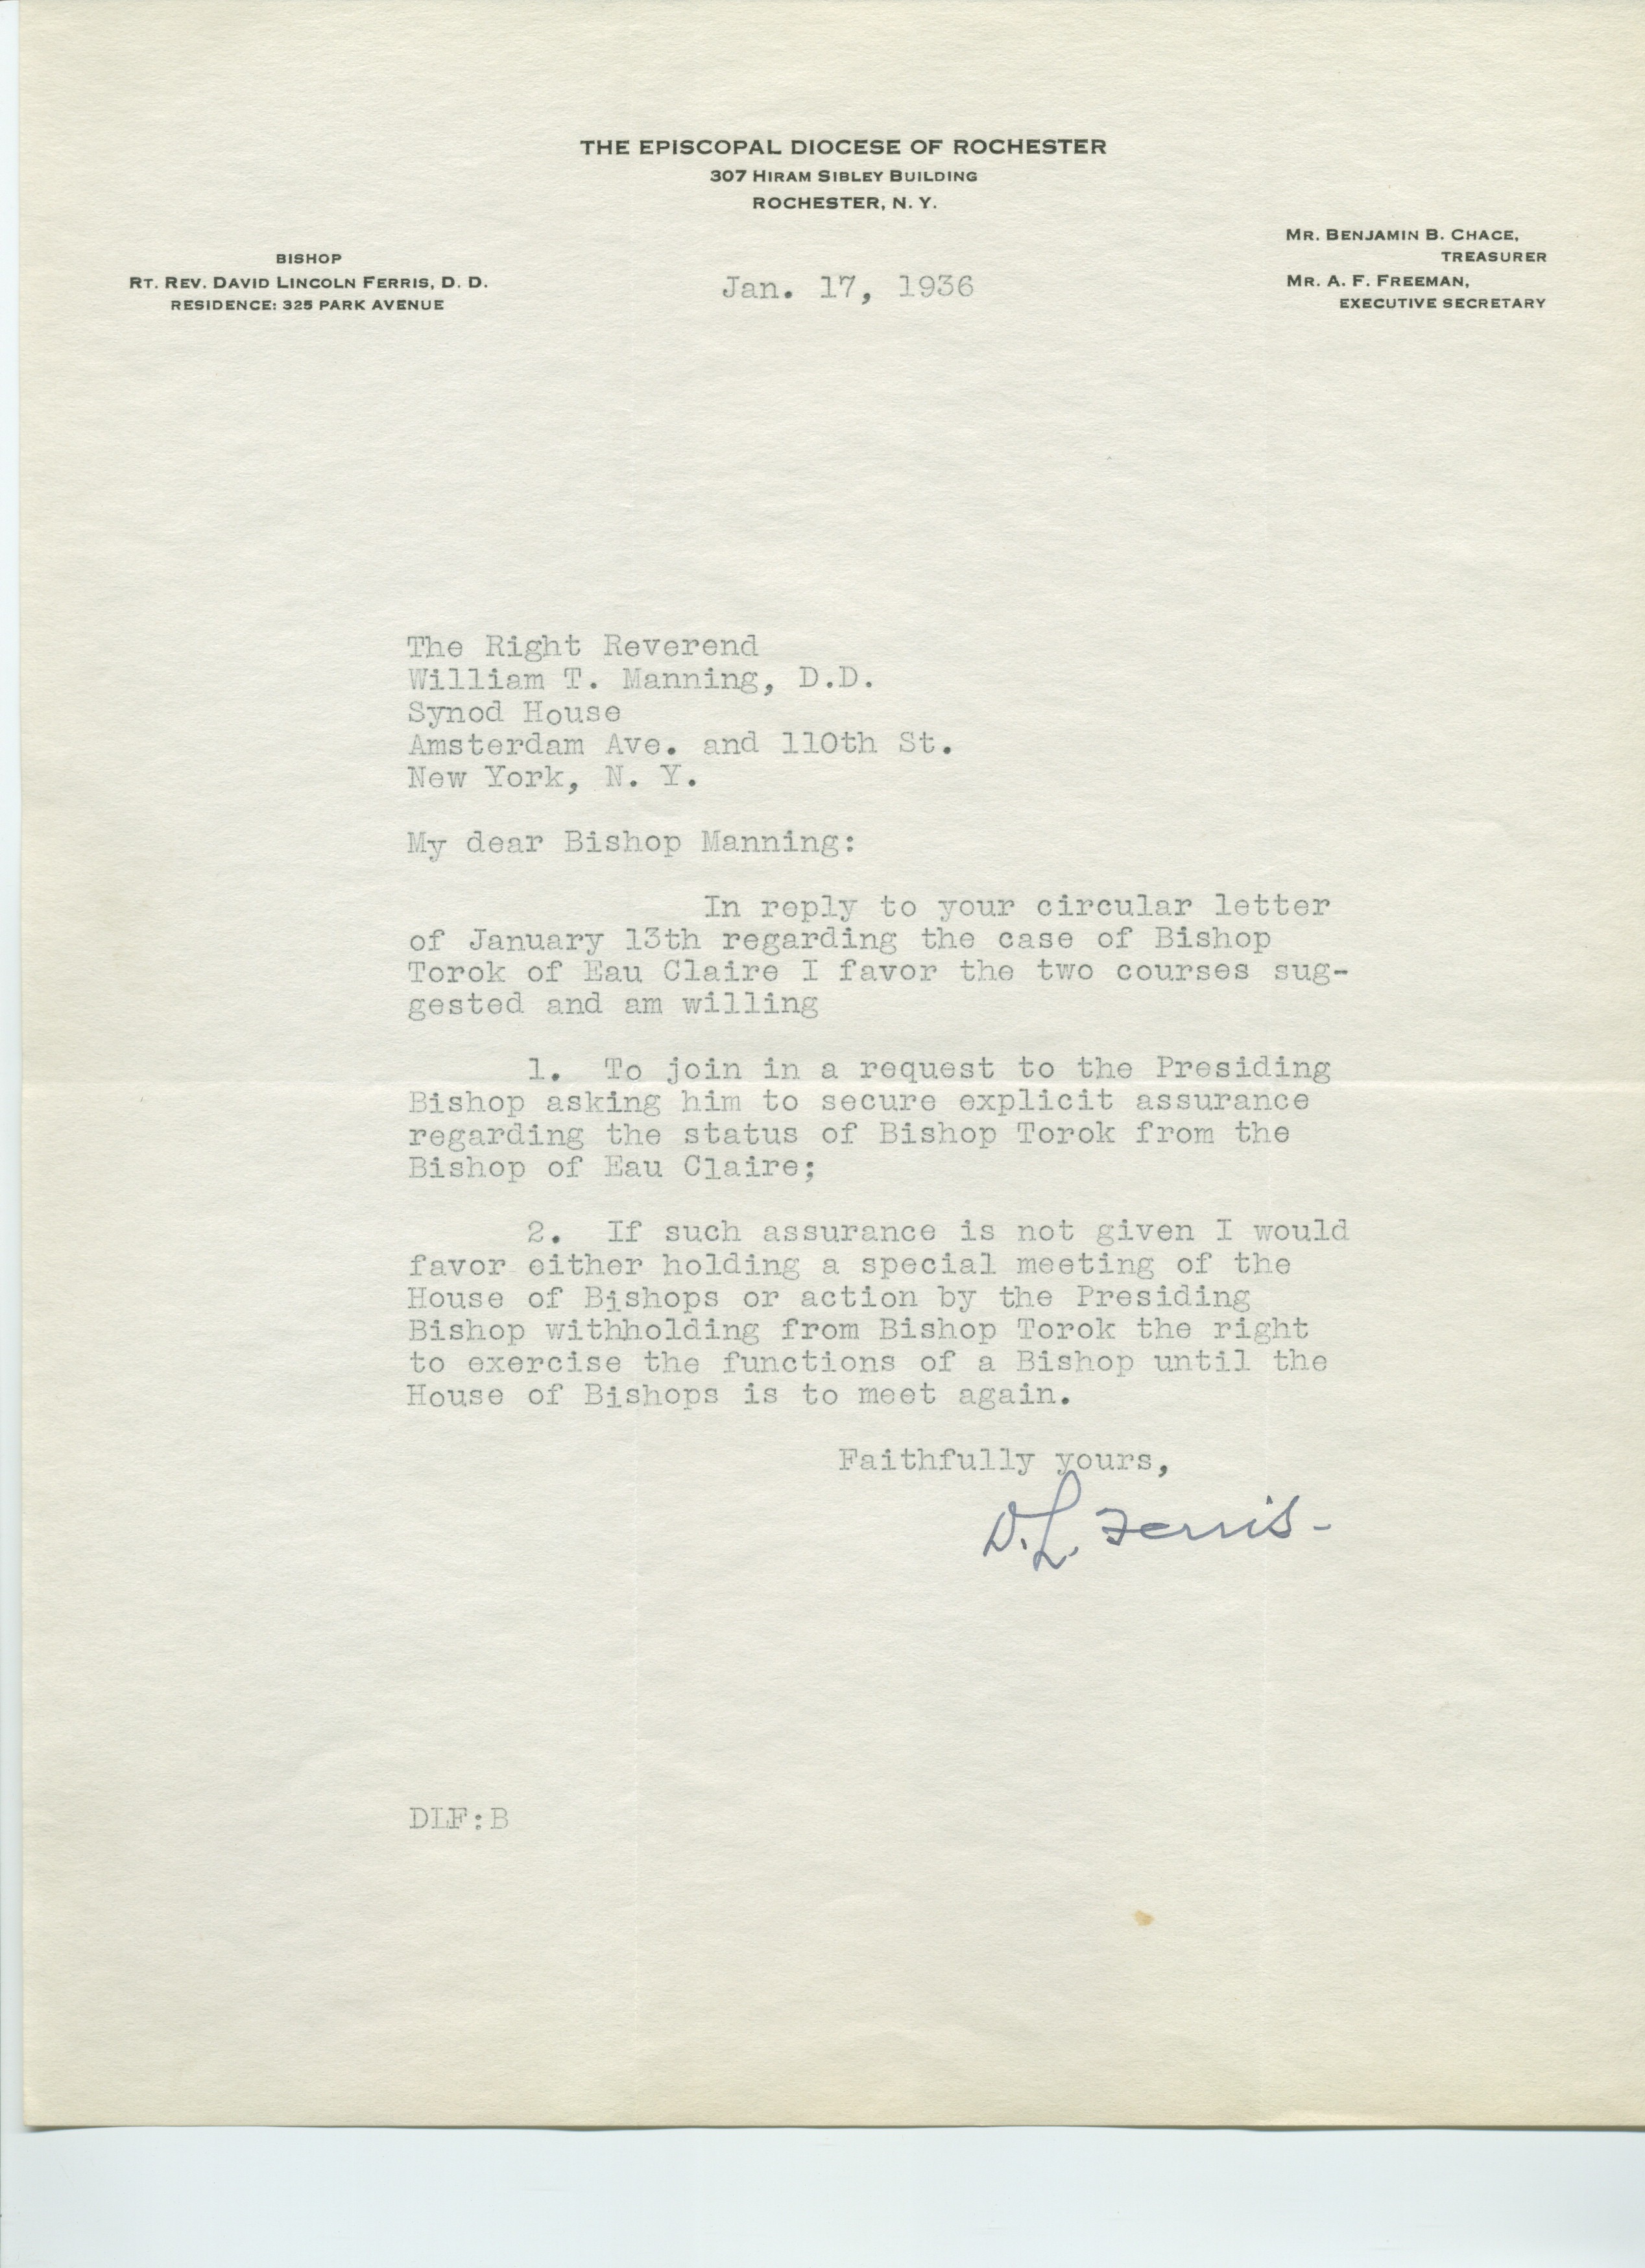 THE EPISCOPAL DIOCESE OF ROCHESTER
307 HIRAM SIBLEY BUILDING
ROCHESTER, N. Y.
BISHOP
RT. REV. DAVID LINCOLN FERRIS, D. D.
RESIDENCE: 325 PARK AVENUE
MR. BENJAMIN B. CHACE,
TREASURER
MR. A. F. FREEMAN,
EXECUTIVE SECRETARY
Jan. 17, 1936
The Right Reverend
William T. Manning, D.D.
Synod House
Amsterdam Ave. and 110th St.
New York, N. Y.
My dear Bishop Manning:
In reply to your circular letter
of January 13th regarding the case of Bishop
Torok of Eau Claire I favor the two courses sug-
gested and am willing
1. To join in a request to the Presiding
Bishop asking him to secure explicit assurance
regarding the status of Bishop Torok from the
Bishop of Eau Claire;
2. If such assurance is not given I would
favor either holding a special meeting of the
House of Bishops or action by the Presiding
Bishop withholding from Bishop Torok the right
to exercise the functions of a Bishop until the
House of Bishops is to meet again.
Faithfully yours,
D. L. Ferris-
DLF:B